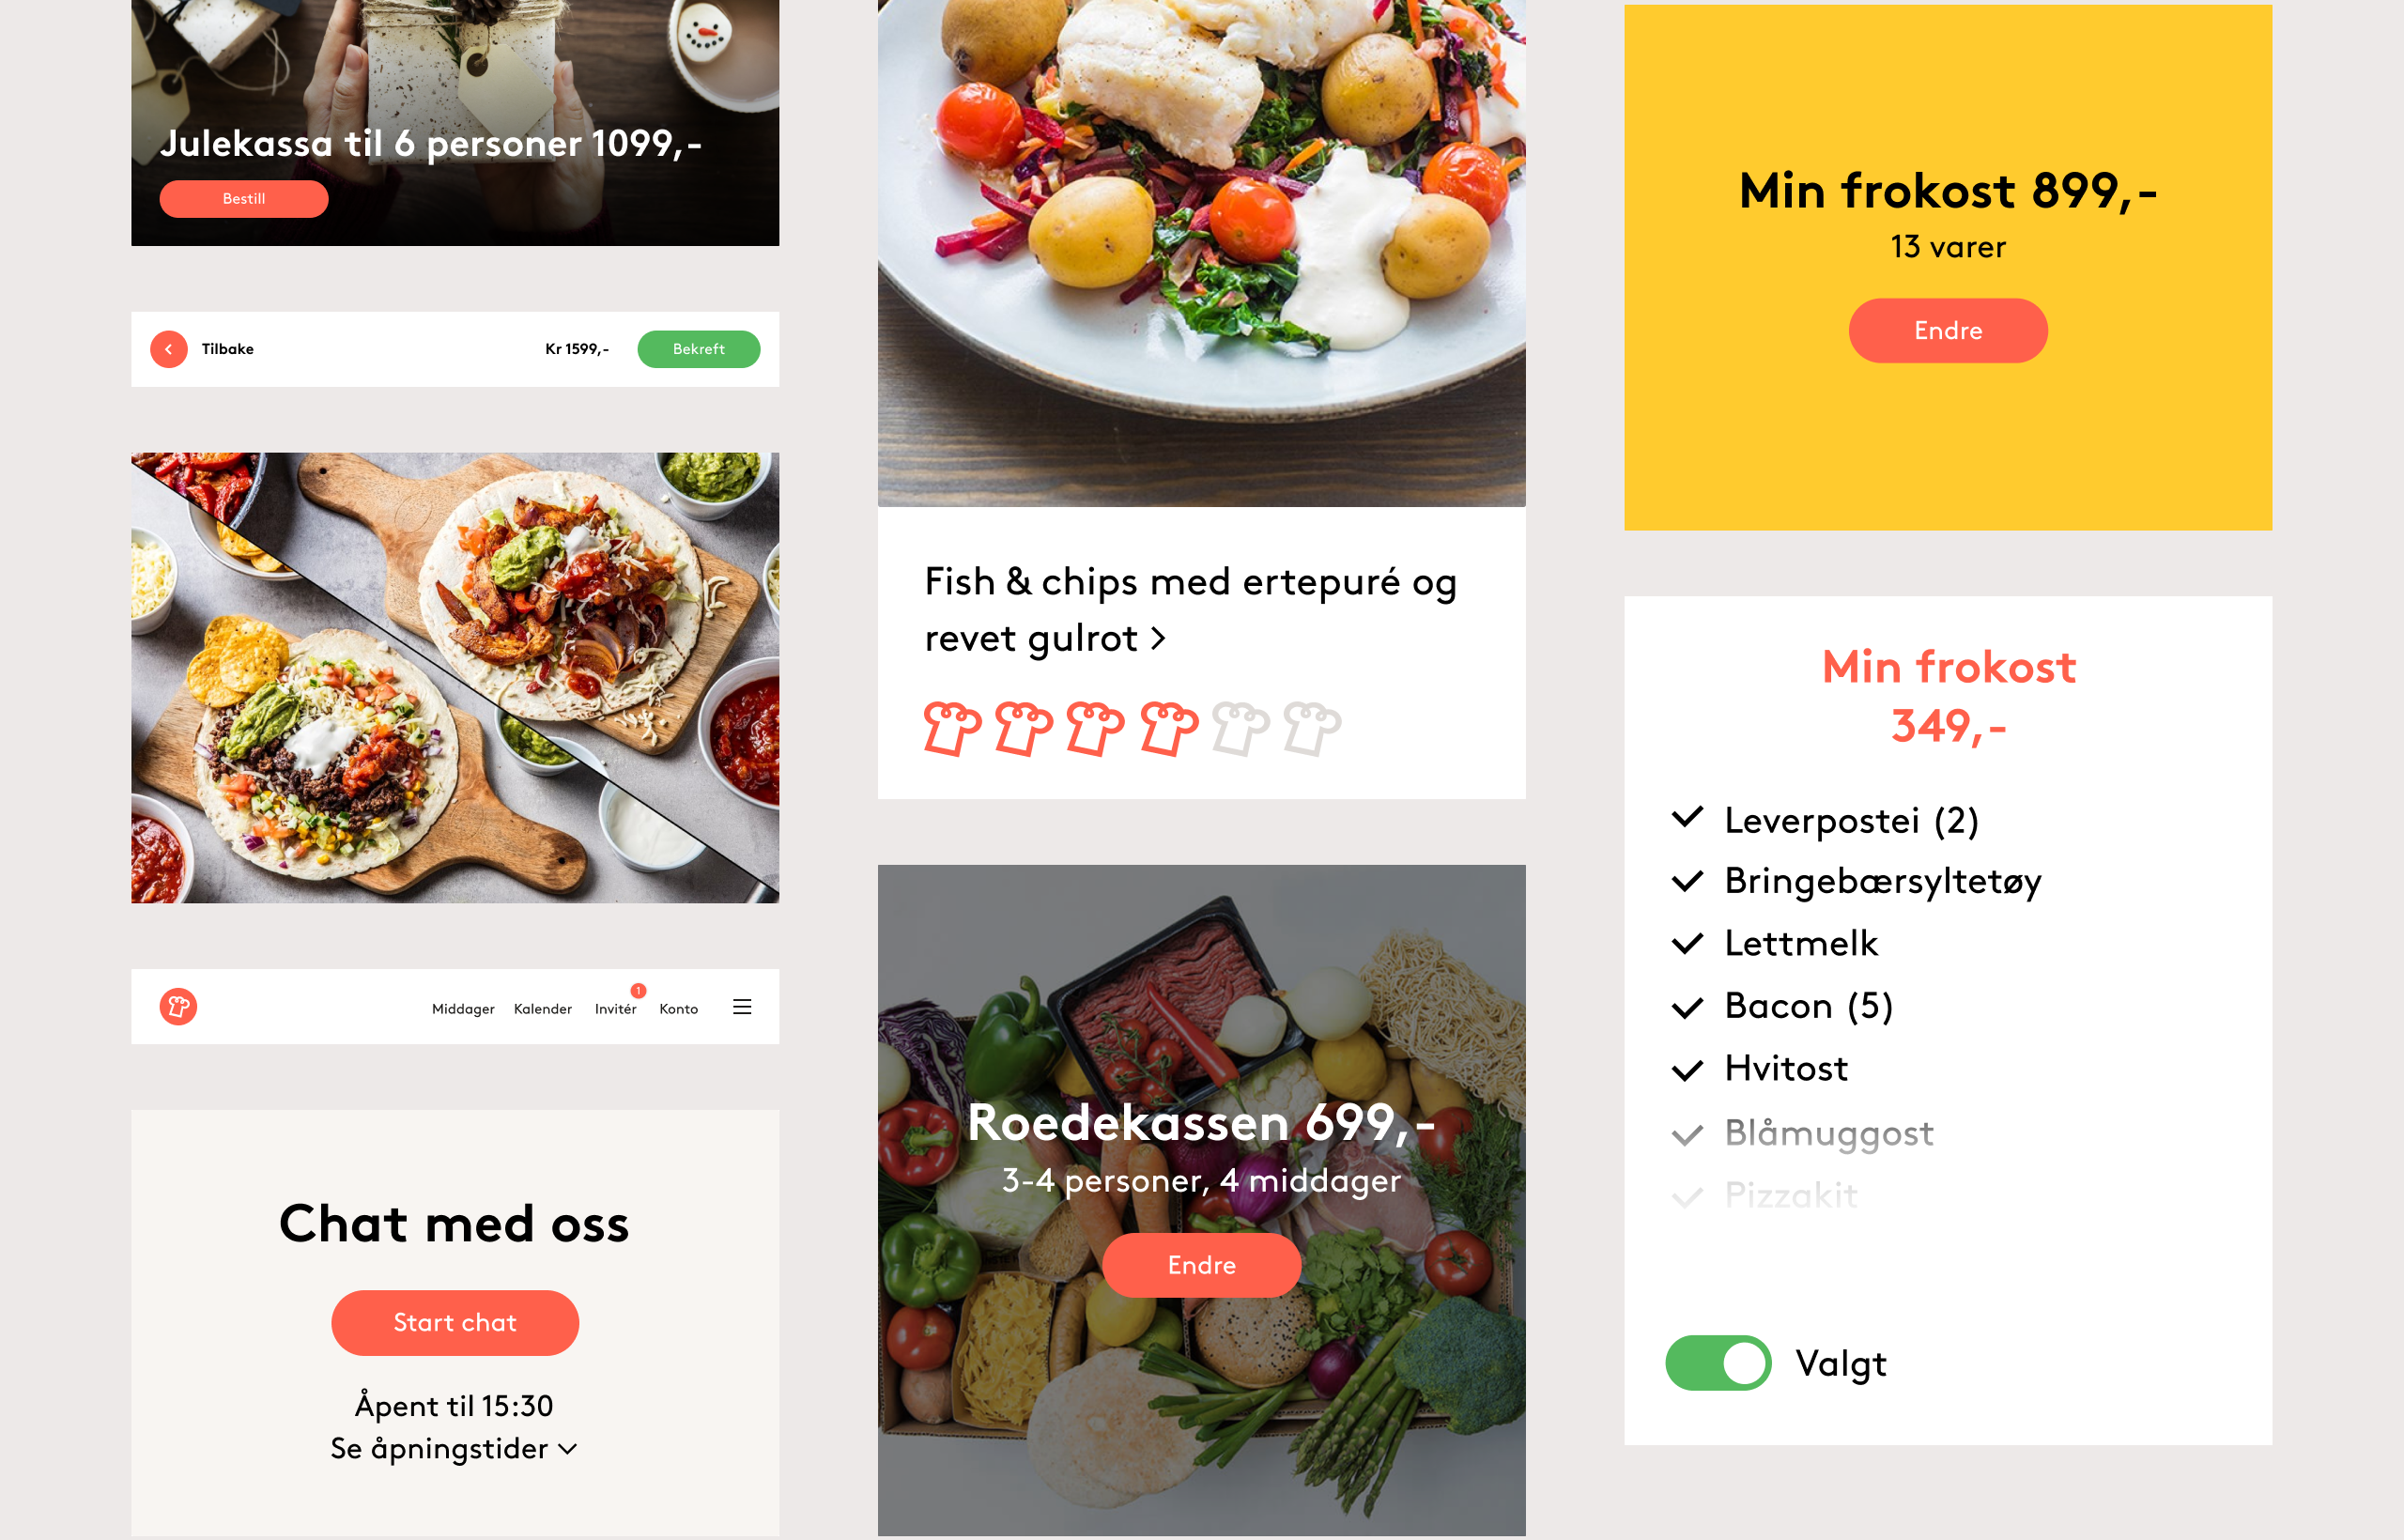 Julekassa til 6 personer 1099,-
Bestill
Tilbake
Kr 1599,-
Bekreft
Middager
Kalender
Invitér
1
Konto
Chat med oss
Start chat
Åpent til 15:30
Se åpningstider
Fish & chips med ertepuré og
revet gulrot
Roedekassen 699,-
3-4 personer, 4 middager
Endre
Min frokost 899,-
13 varer
Endre
Min frokost
349,-
Leverpostei (2)
Bringebærsyltetøy
Lettmelk
Bacon (5)
Hvitost
Blåmuggost
Pizzakit
Valgt